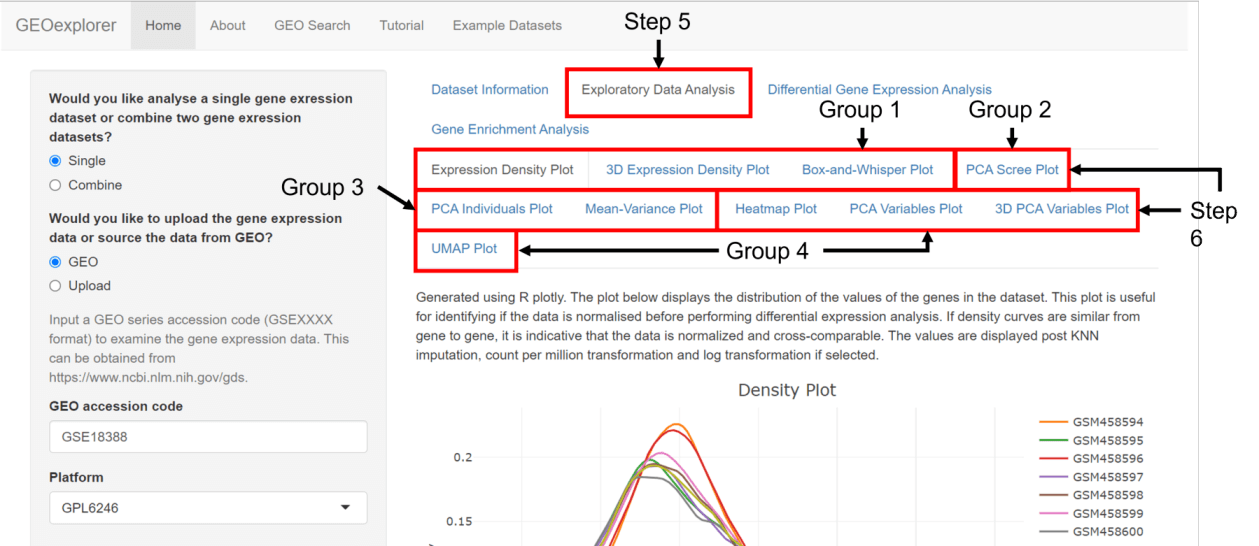 GEOexplorer Home About GEO Search Tutorial Example Datasets
Step 5
Would you like analyse a single gene exression
dataset or combine two gene exression
datasets?
Single
Combine
Would you like to upload the gene expression
data or source the data from GEO?
GEO
Upload
Input a GEO series accession code (GSEXXXX
format) to examine the gene expression data. This
can be obtained from
https://www.ncbi.nlm.nih.gov/gds.
GEO accession code
GSE18388
Platform
GPL6246
Dataset Information Exploratory Data Analysis Differential Gene Expression Analysis
Group 1 Group 2
Gene Enrichment Analysis
Expression Density Plot 3D Expression Density Plot Box-and-Whisper Plot PCA Scree Plot
Group 3
PCA Individuals Plot Mean-Variance Plot Heatmap Plot PCA Variables Plot 3D PCA Variables Plot
Step
6
UMAP Plot
Group 4
Generated using R plotly. The plot below displays the distribution of the values of the genes in the dataset. This plot is useful
for identifying if the data is normalised before performing differential expression analysis. If density curves are similar from
gene to gene, it is indicative that the data is normalized and cross-comparable. The values are displayed post KNN
imputation, count per million transformation and log transformation if selected.
Density Plot
0.2
0.15
GSM458594
GSM458595
GSM458596
GSM458597
GSM458598
GSM458599
GSM458600